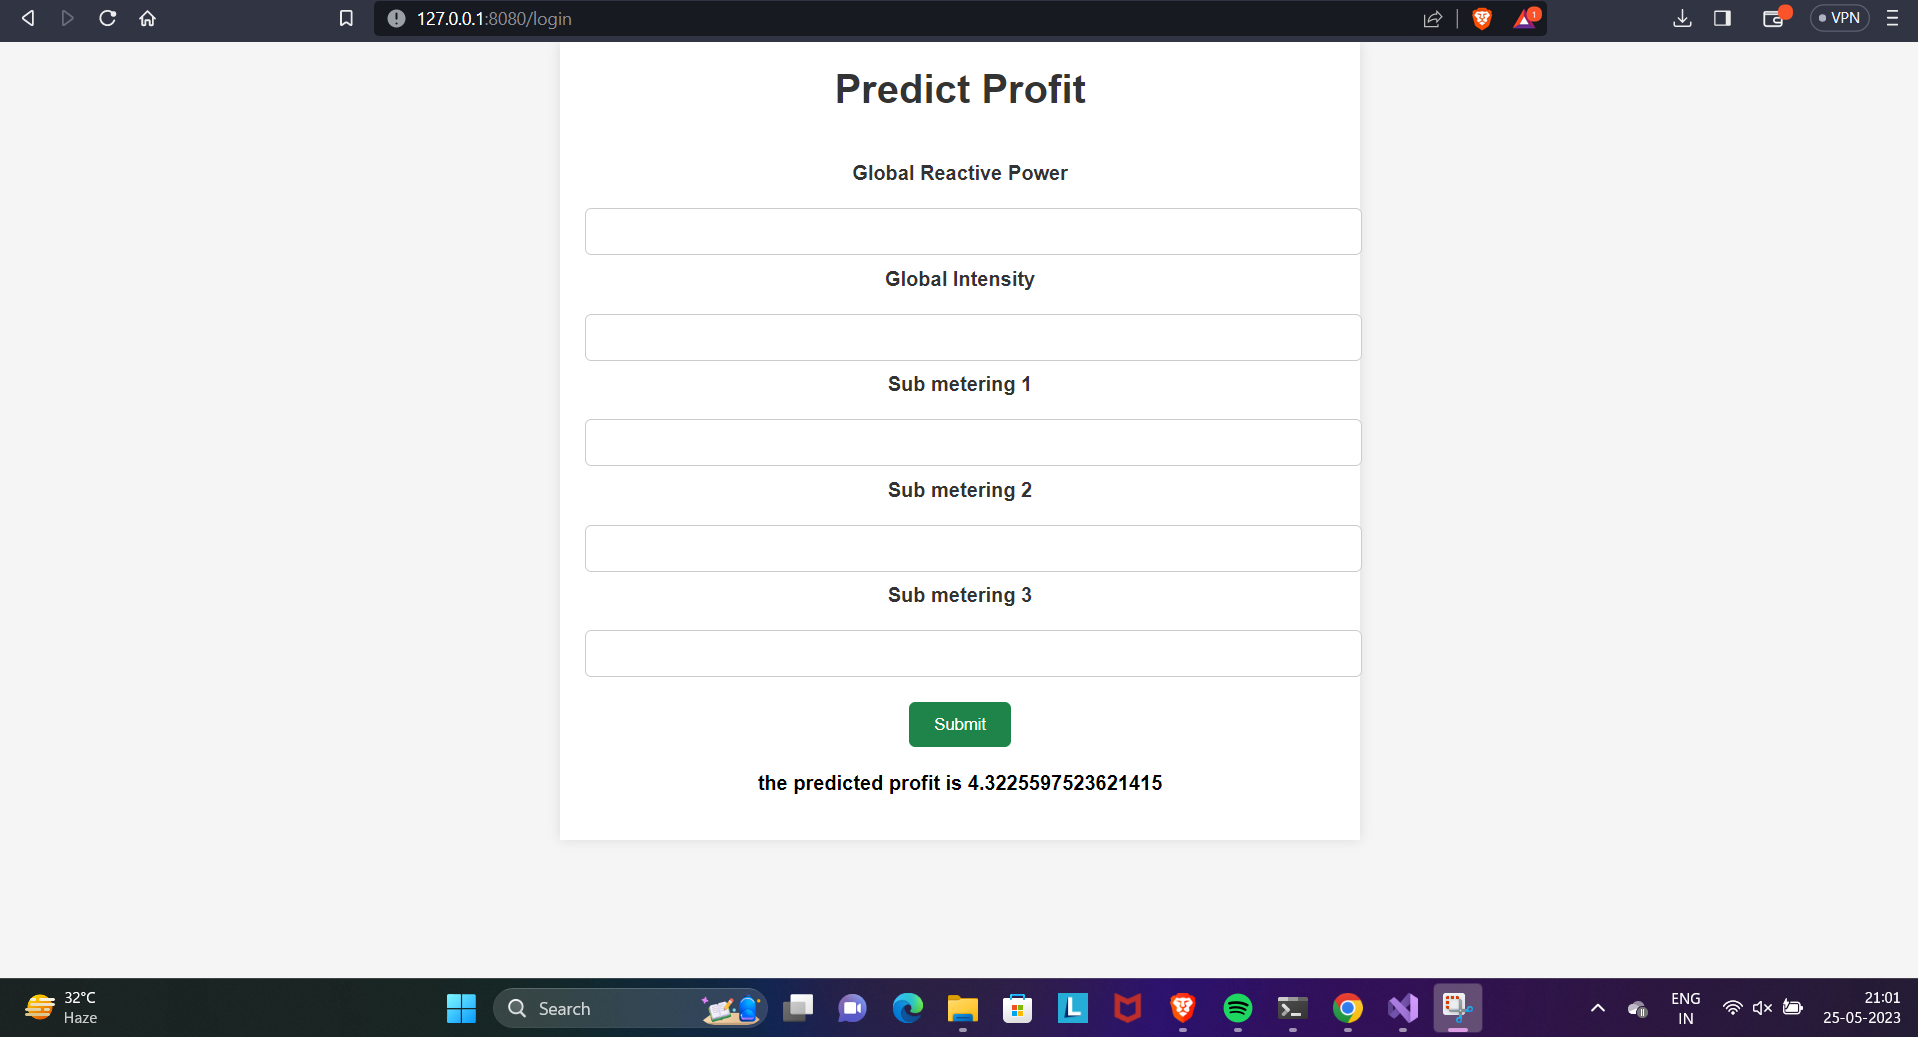 127.0.0.1:8080/login
1
VPN
Predict Profit
Global Reactive Power
Global Intensity
Sub metering 1
Sub metering 2
Sub metering 3
Submit
the predicted profit is 4.3225597523621415
32°C
Haze
Search
L
ENG
IN
21:01
25-05-2023